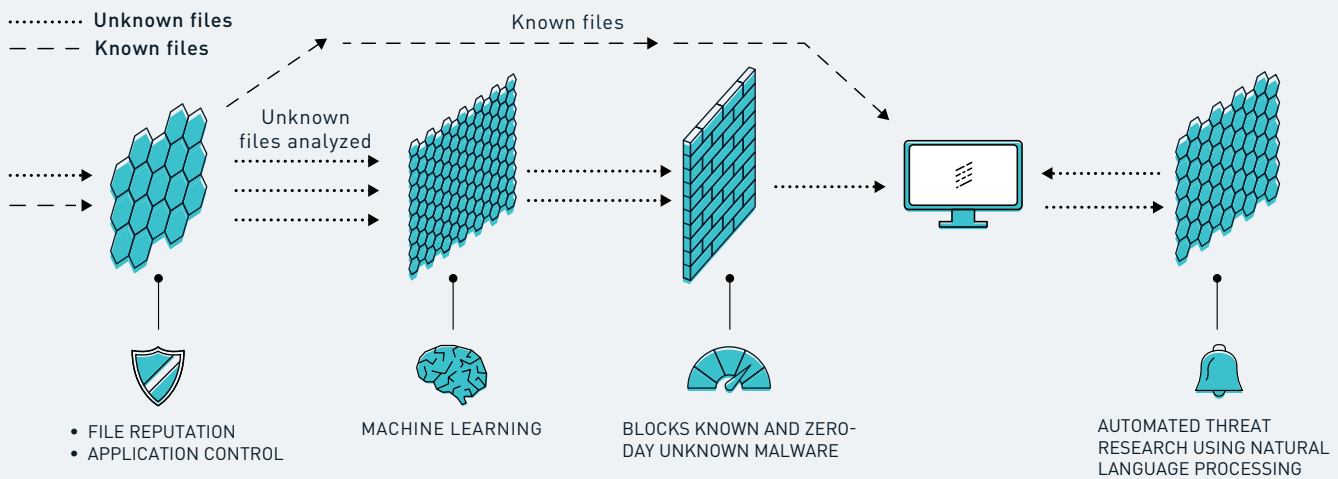 Unknown files
Known files
Known files
Unknown
files analyzed
• FILE REPUTATION
• APPLICATION CONTROL
MACHINE LEARNING
BLOCKS KNOWN AND ZERO-
DAY UNKNOWN MALWARE
AUTOMATED THREAT
RESEARCH USING NATURAL
LANGUAGE PROCESSING